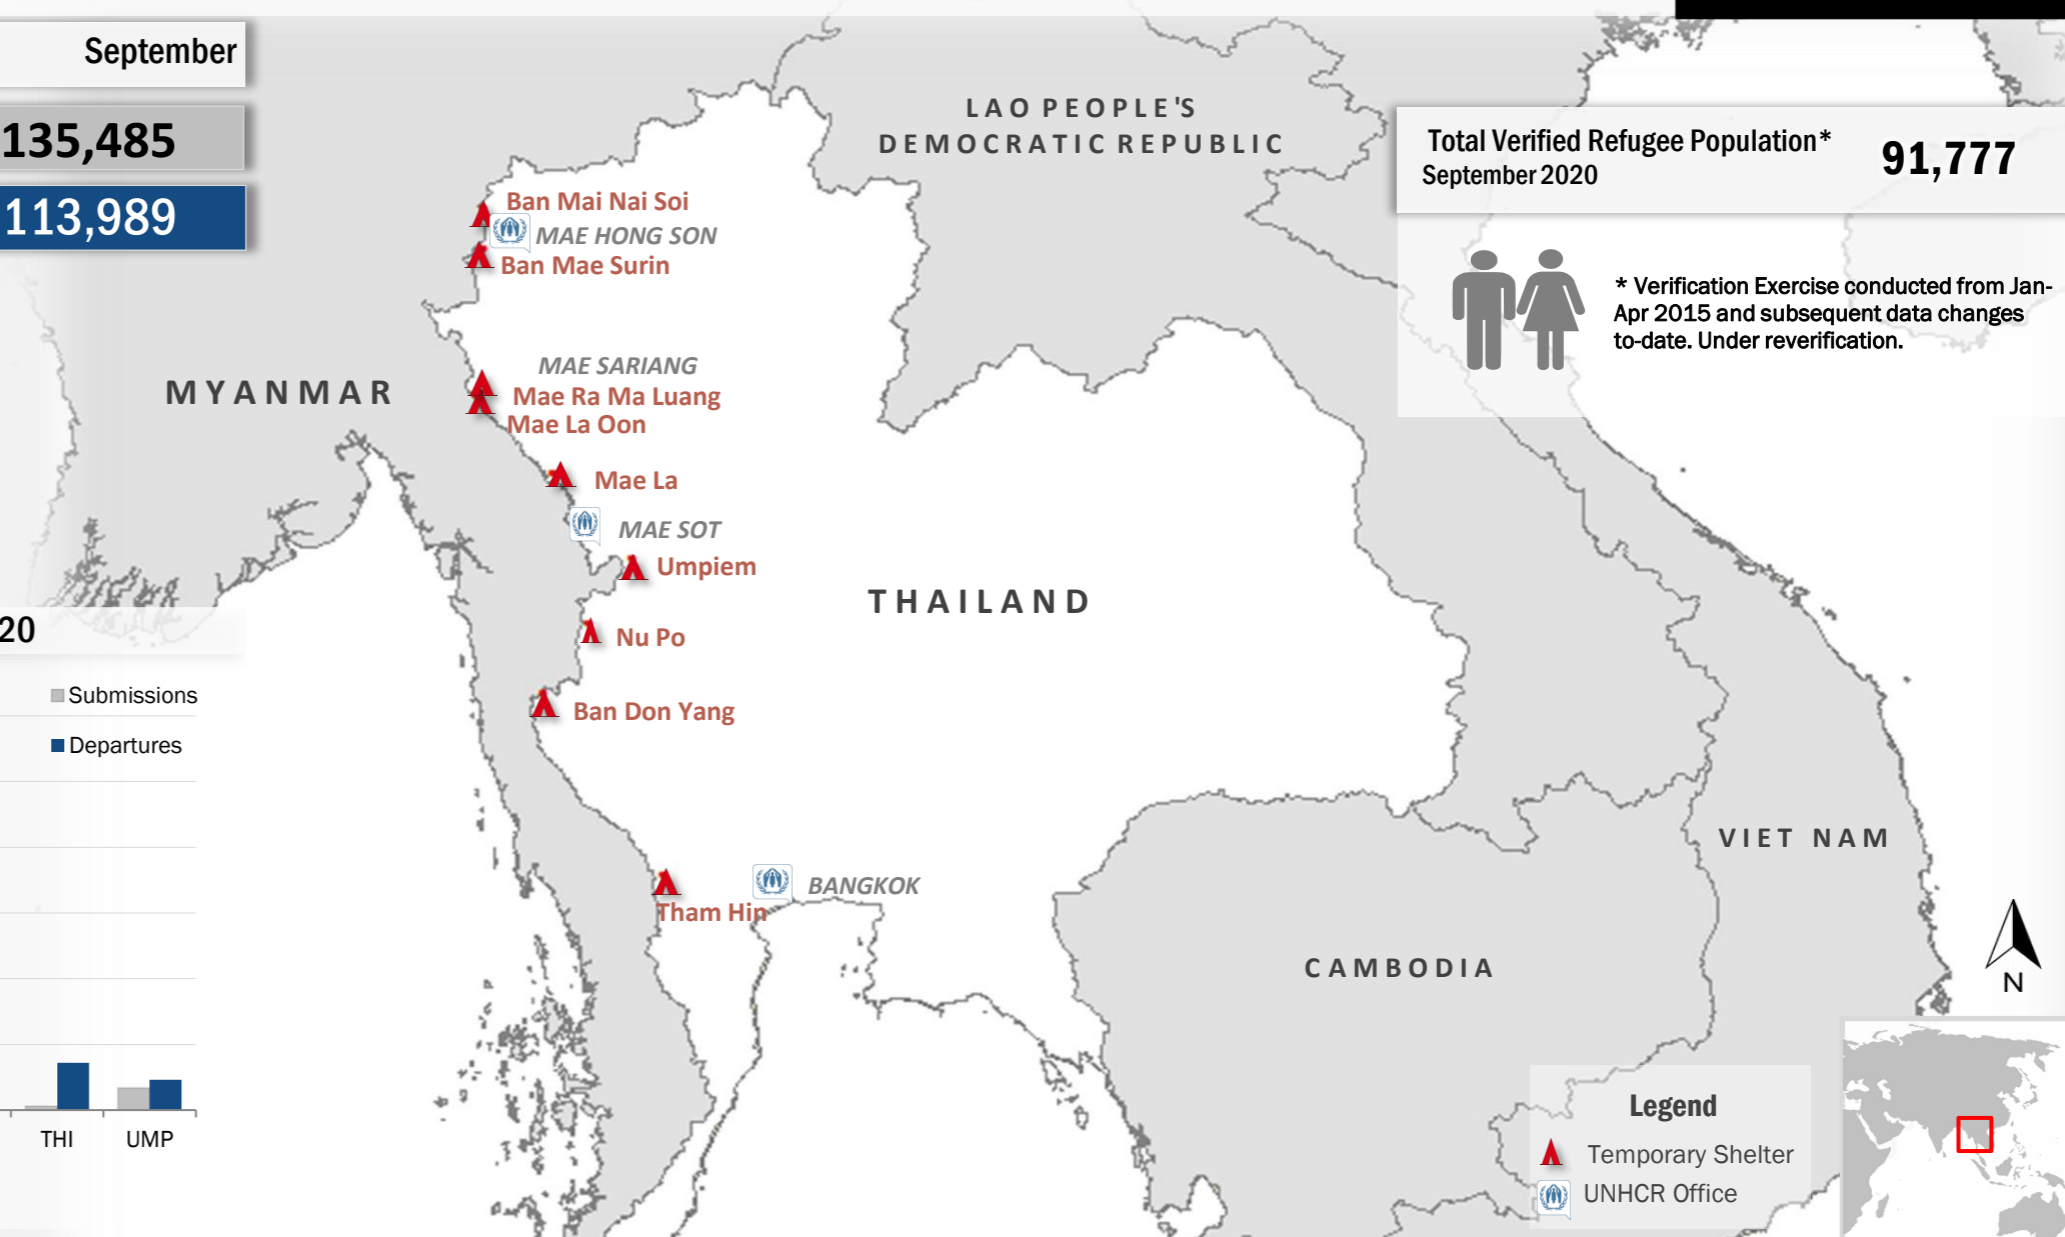 September
135,485
113,989
20
Submissions
Departures
THI
UMP
LAO PEOPLE'S
DEMOCRATIC REPUBLIC
Total Verified Refugee Population*
September 2020
91,777
* Verification Exercise conducted from Jan-
Apr 2015 and subsequent data changes
to-date. Under reverification.
Ban Mai Nai Soi
MAE HONG SON
Ban Mae Surin
MYANMAR
MAE SARIANG
Mae Ra Ma Luang
Mae La Oon
Mae La
MAE SOT
Umpiem
THAILAND
Nu Po
Ban Don Yang
VIET NAM
BANGKOK
Tham Hin
CAMBODIA
N
Legend
Temporary Shelter
UNHCR Office